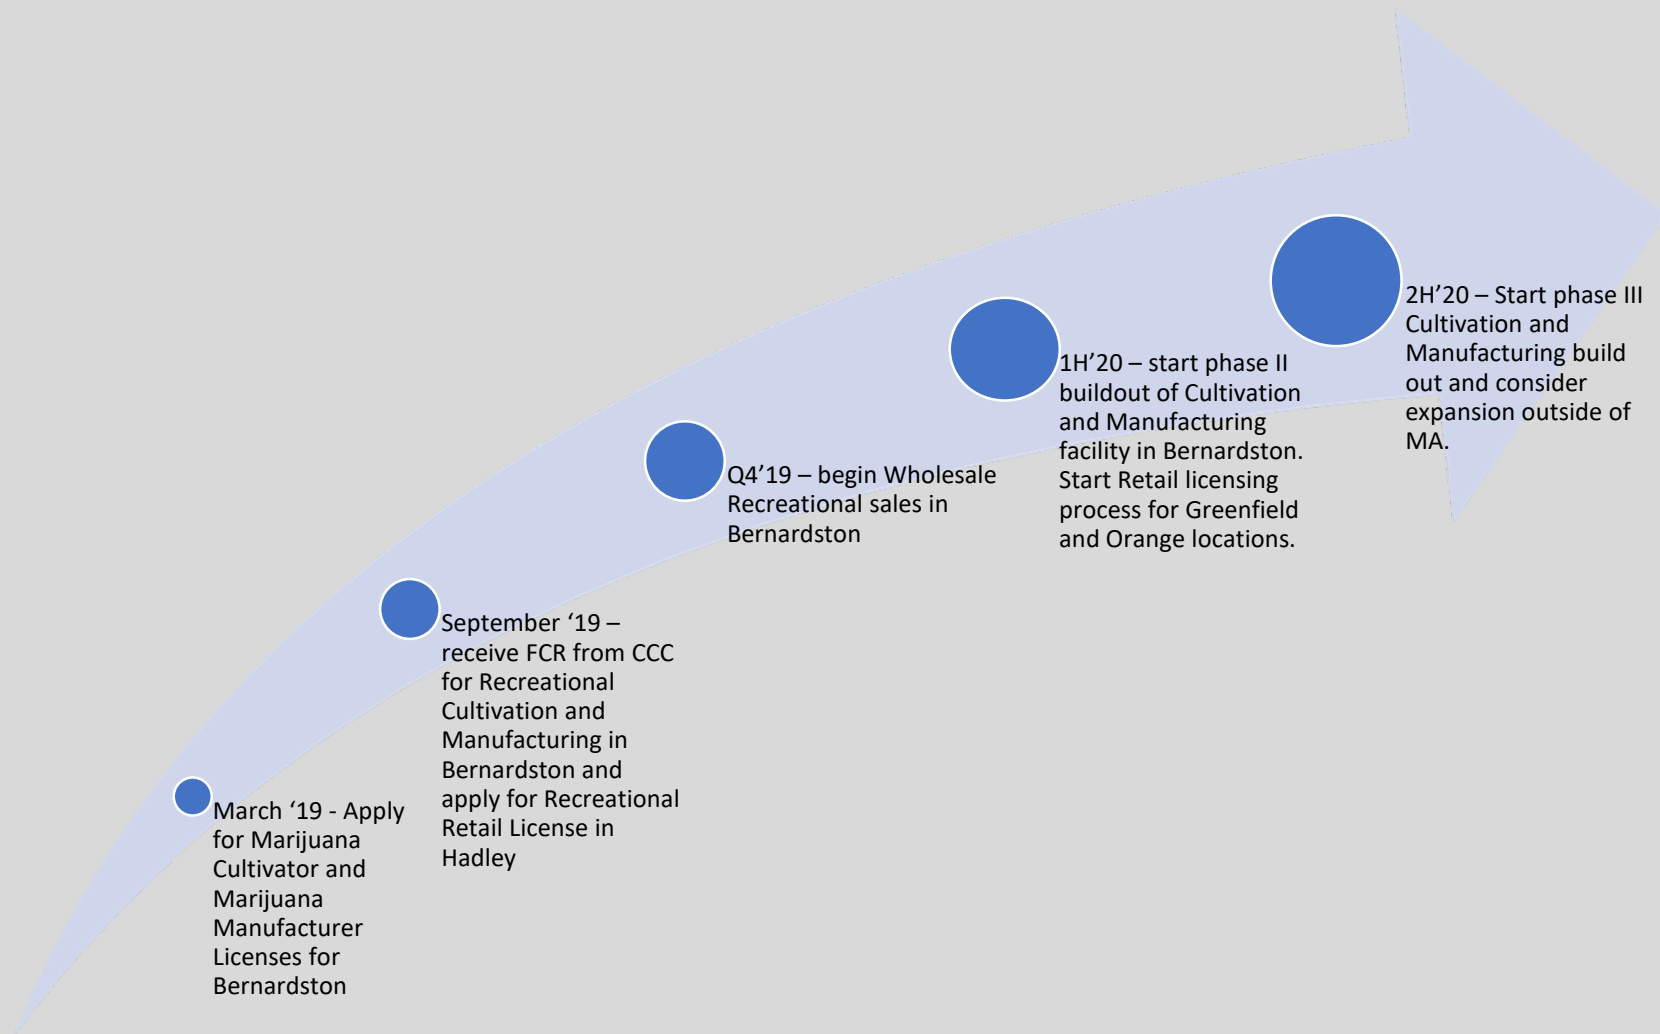 March ‘19 - Apply
for Marijuana
Cultivator and
Marijuana
Manufacturer
Licenses for
Bernardston
September ‘19 –
receive FCR from CCC
for Recreational
Cultivation and
Manufacturing in
Bernardston and
apply for Recreational
Retail License in
Hadley
Q4’19 – begin Wholesale
Recreational sales in
Bernardston
1H’20 – start phase II
buildout of Cultivation
and Manufacturing
facility in Bernardston.
Start Retail licensing
process for Greenfield
and Orange locations.
2H’20 – Start phase III
Cultivation and
Manufacturing build
out and consider
expansion outside of
MA.